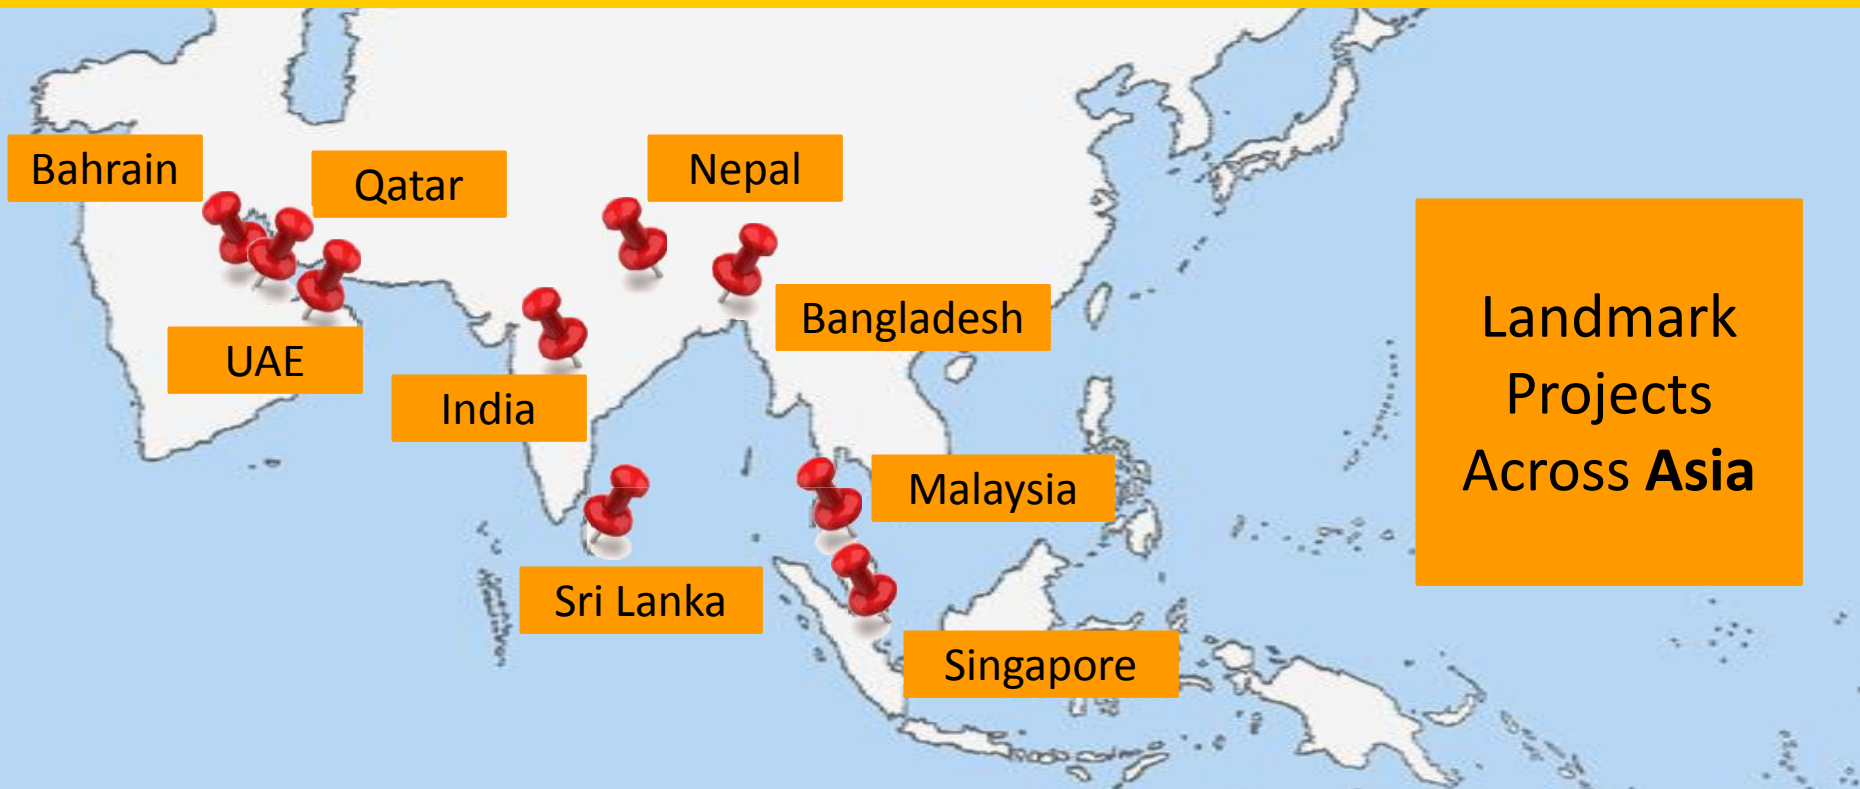 Bahrain
Qatar
Nepal
UAE
India
Bangladesh
Malaysia
Sri Lanka
Singapore
Landmark
Projects
Across Asia